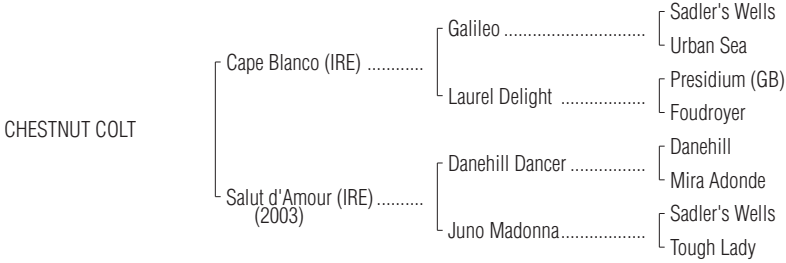 Sadler's Wells
Galileo ..............................
Urban Sea
Cape Blanco (IRE) ............
Presidium (GB)
Laurel Delight ..................
Foudroyer
CHESTNUT COLT
Danehill
Danehill Dancer ................
Mira Adonde
Salut d'Amour (IRE) ..........
(2003)
Sadler's Wells
Juno Madonna..................
Tough Lady